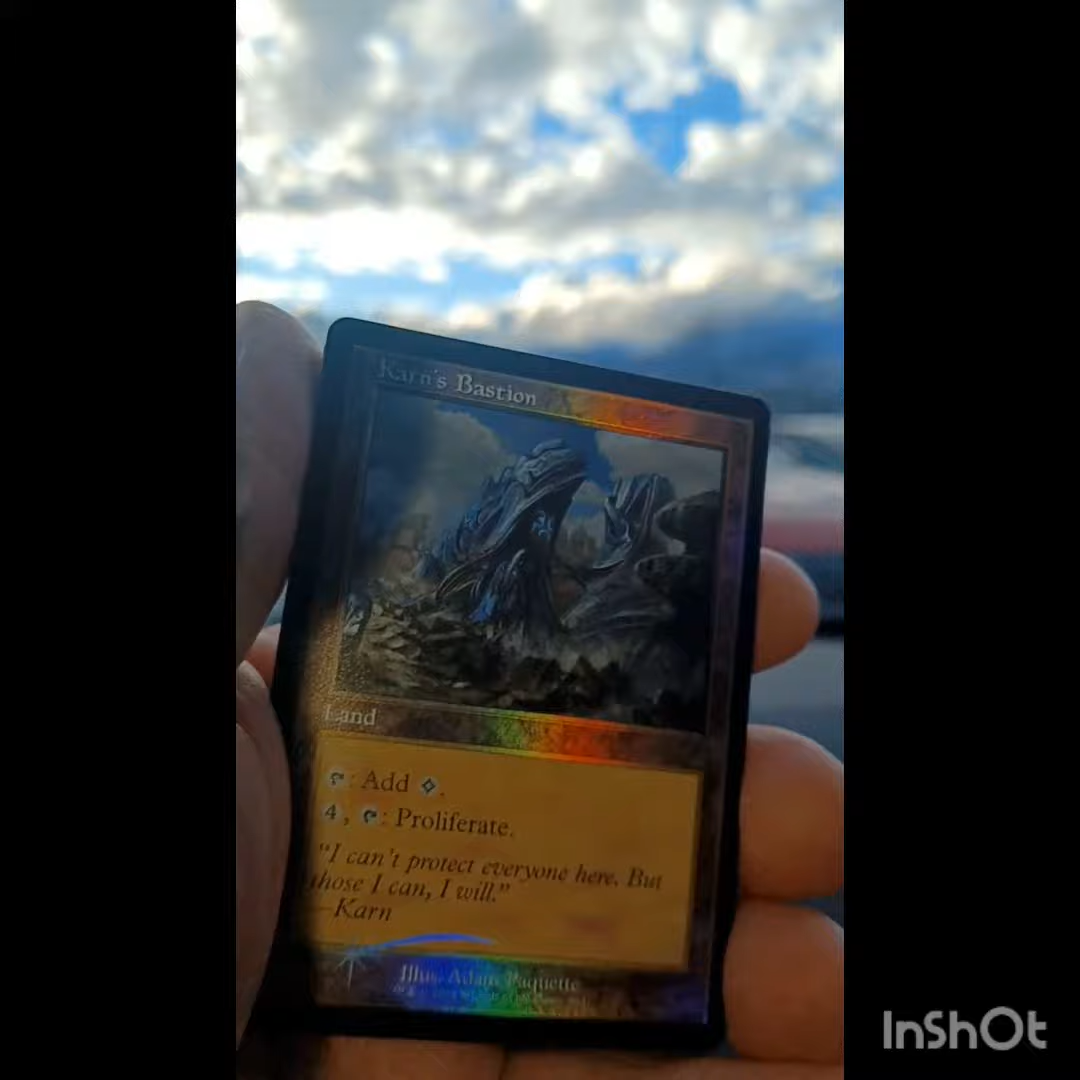 Karn's Bastion
Land
: Add .
4, : Proliferate.
"I can't protect everyone here. But
those I can, I will."
—Karn
Illus. Adam Paquette
InShOt